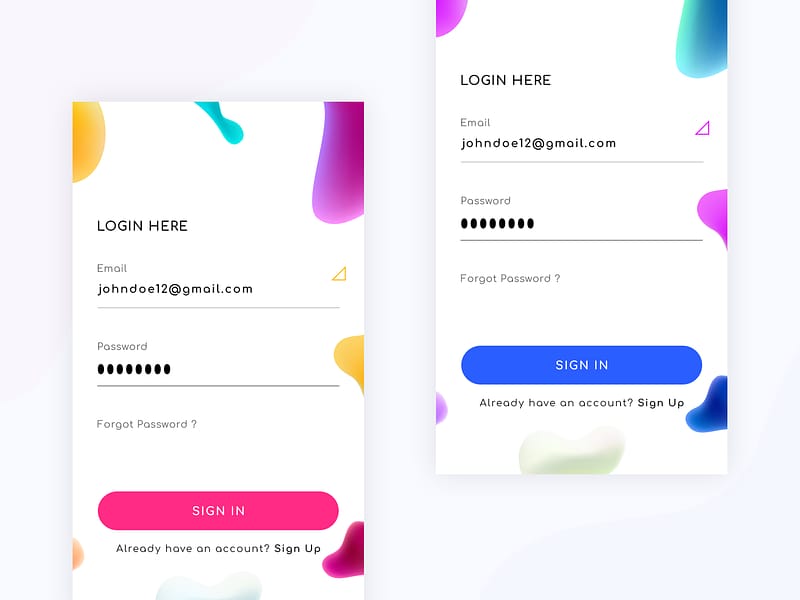 LOGIN HERE
Email
johndoe12@gmail.com
Password
Forgot Password ?
SIGN IN
Already have an account? Sign Up
LOGIN HERE
Email
johndoe12@gmail.com
Password
Forgot Password ?
SIGN IN
Already have an account? Sign Up